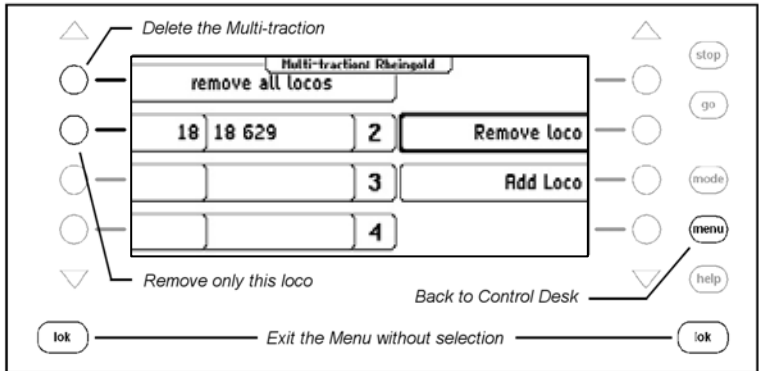 Delete the Multi-traction
Multi-traction: Rheingold
remove all locos
18 18 629 2 Remove loco
3 Add Loco
4
stop
go
mode
menu
help
Remove only this loco
Back to Control Desk
lok Exit the Menu without selection lok